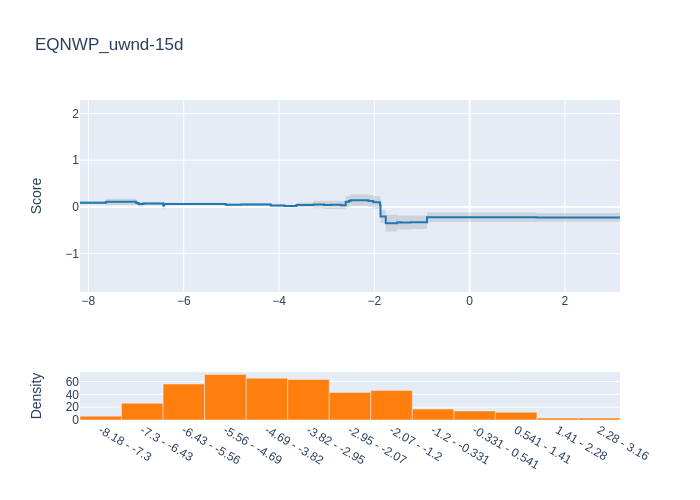 EQNWP_uwnd-15d
Score
2
1
0
−1
−8
−6
−4
−2
0
2
Density
60
40
20
0
-8.18 - -7.3
-7.3 - -6.43
-6.43 - -5.56
-5.56 - -4.69
-4.69 - -3.82
-3.82 - -2.95
-2.95 - -2.07
-2.07 - -1.2
-1.2 - -0.331
-0.331 - 0.541
0.541 - 1.41
1.41 - 2.28
2.28 - 3.16